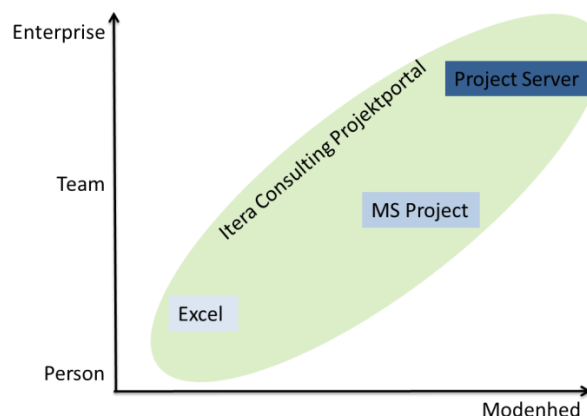 Enterprise
Project Server
Itera Consulting Projektportal
Team
MS Project
Excel
Person
Modenhed